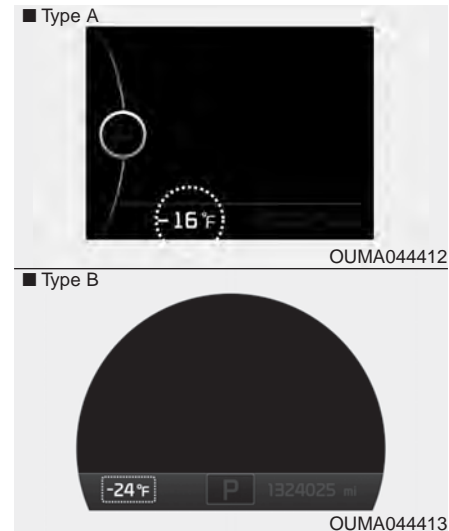 ■ Type A
-16°F
OUMA044412
■ Type B
-24°F
P 1324025 mi
OUMA044413